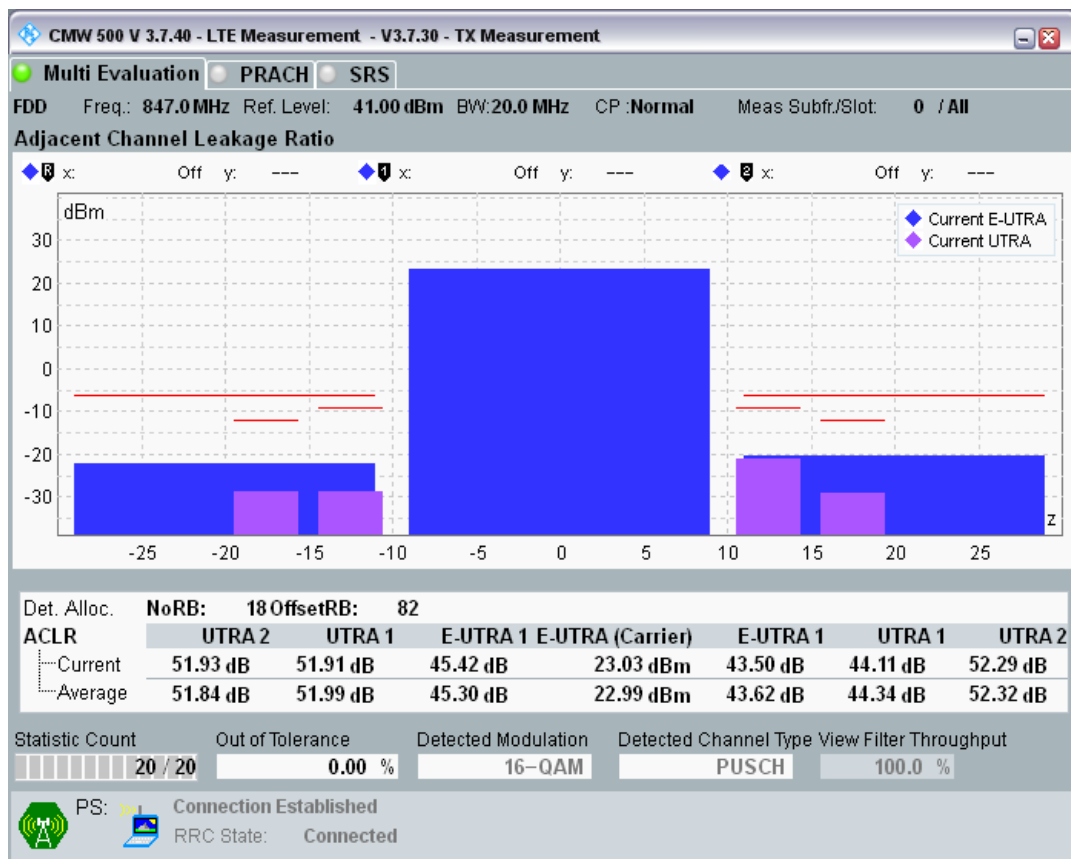 CMW 500 V 3.7.40 - LTE Measurement - V3.7.30 - TX Measurement
Multi Evaluation PRACH SRS
FDD Freq.: 847.0 MHz Ref. Level: 41.00 dBm BW:20.0 MHz CP :Normal Meas Subfr./Slot: 0 / All
Adjacent Channel Leakage Ratio
R x: Off y: --- 1 x: Off y: --- 2 x: Off y: ---
dBm
Current E-UTRA
Current UTRA
30
20
10
0
-10
-20
-30
z
-25 -20 -15 -10 -5 0 5 10 15 20 25
Det. Alloc. NoRB: 18 OffsetRB: 82
ACLR UTRA 2 UTRA 1 E-UTRA 1 E-UTRA (Carrier) E-UTRA 1 UTRA 1 UTRA 2
Current 51.93 dB 51.91 dB 45.42 dB 23.03 dBm 43.50 dB 44.11 dB 52.29 dB
Average 51.84 dB 51.99 dB 45.30 dB 22.99 dBm 43.62 dB 44.34 dB 52.32 dB
Statistic Count Out of Tolerance Detected Modulation Detected Channel Type View Filter Throughput
20 / 20 0.00 % 16-QAM PUSCH 100.0 %
PS: Connection Established
RRC State: Connected